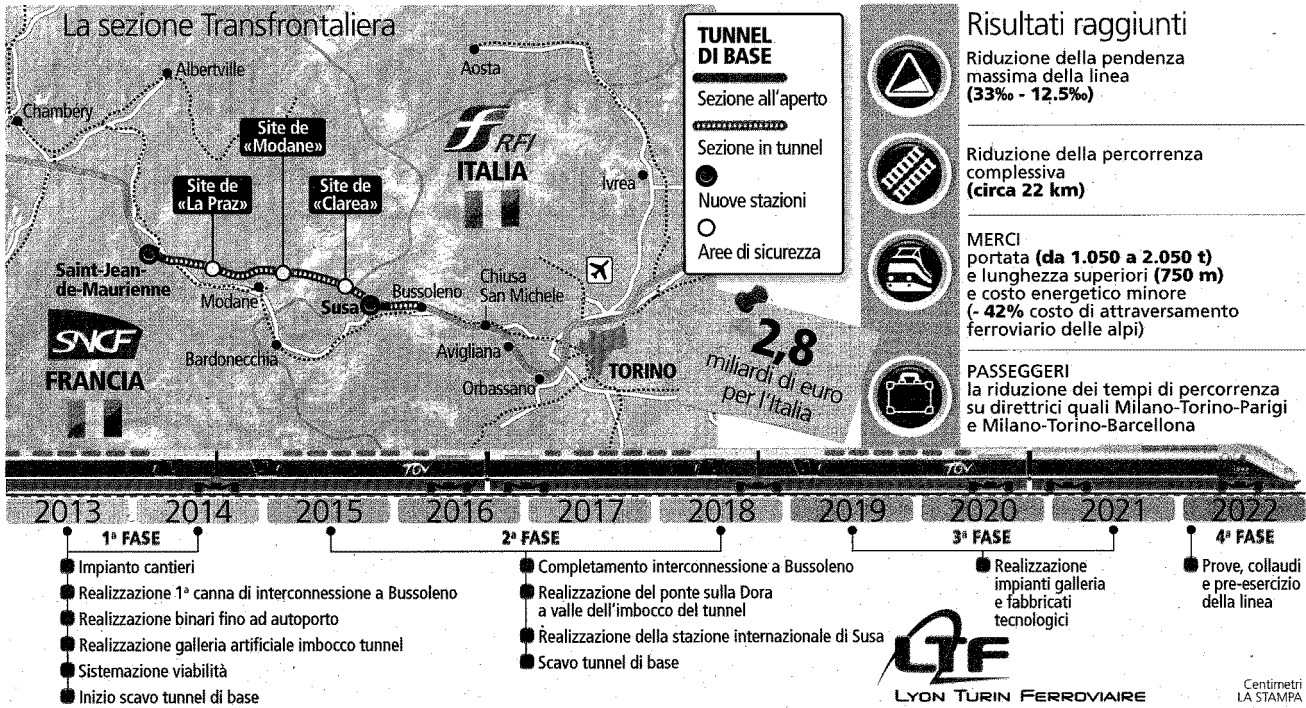 La sezione Transfrontaliera
Albertville
Chambéry
Aosta
Site de
«Modane»
RFI
ITALIA
Ivrea
Site de
«La Praz»
Site de
«Clarea»
Saint-Jean-
de-Maurienne
Modane
Susa
Bussoleno
Chiusa
San Michele
SNCF
FRANCIA
Bardonecchia
Avigliana
Orbassano
TORINO
TUNNEL
DI BASE
Sezione all'aperto
Sezione in tunnel
Nuove stazioni
Aree di sicurezza
2,8
miliardi di euro
per l'Italia
Risultati raggiunti
Riduzione della pendenza
massima della linea
(33‰ - 12.5‰)
Riduzione della percorrenza
complessiva
(circa 22 km)
MERCI
portata (da 1.050 a 2.050 t)
e lunghezza superiori (750 m)
e costo energetico minore
(- 42% costo di attraversamento
ferroviario delle alpi)
PASSEGGERI
la riduzione dei tempi di percorrenza
su direttrici quali Milano-Torino-Parigi
e Milano-Torino-Barcellona
TGV
TGV
2013 2014 2015 2016 2017 2018 2019 2020 2021 2022
1ª FASE
Impianto cantieri
Realizzazione 1ª canna di interconnessione a Bussoleno
Realizzazione binari fino ad autoporto
Realizzazione galleria artificiale imbocco tunnel
Sistemazione viabilità
Inizio scavo tunnel di base
2ª FASE
Completamento interconnessione a Bussoleno
Realizzazione del ponte sulla Dora
a valle dell'imbocco del tunnel
Realizzazione della stazione internazionale di Susa
Scavo tunnel di base
3ª FASE
Realizzazione
impianti galleria
e fabbricati
tecnologici
4ª FASE
Prove, collaudi
e pre-esercizio
della linea
LTF
LYON TURIN FERROVIAIRE
Centimetri
LA STAMPA